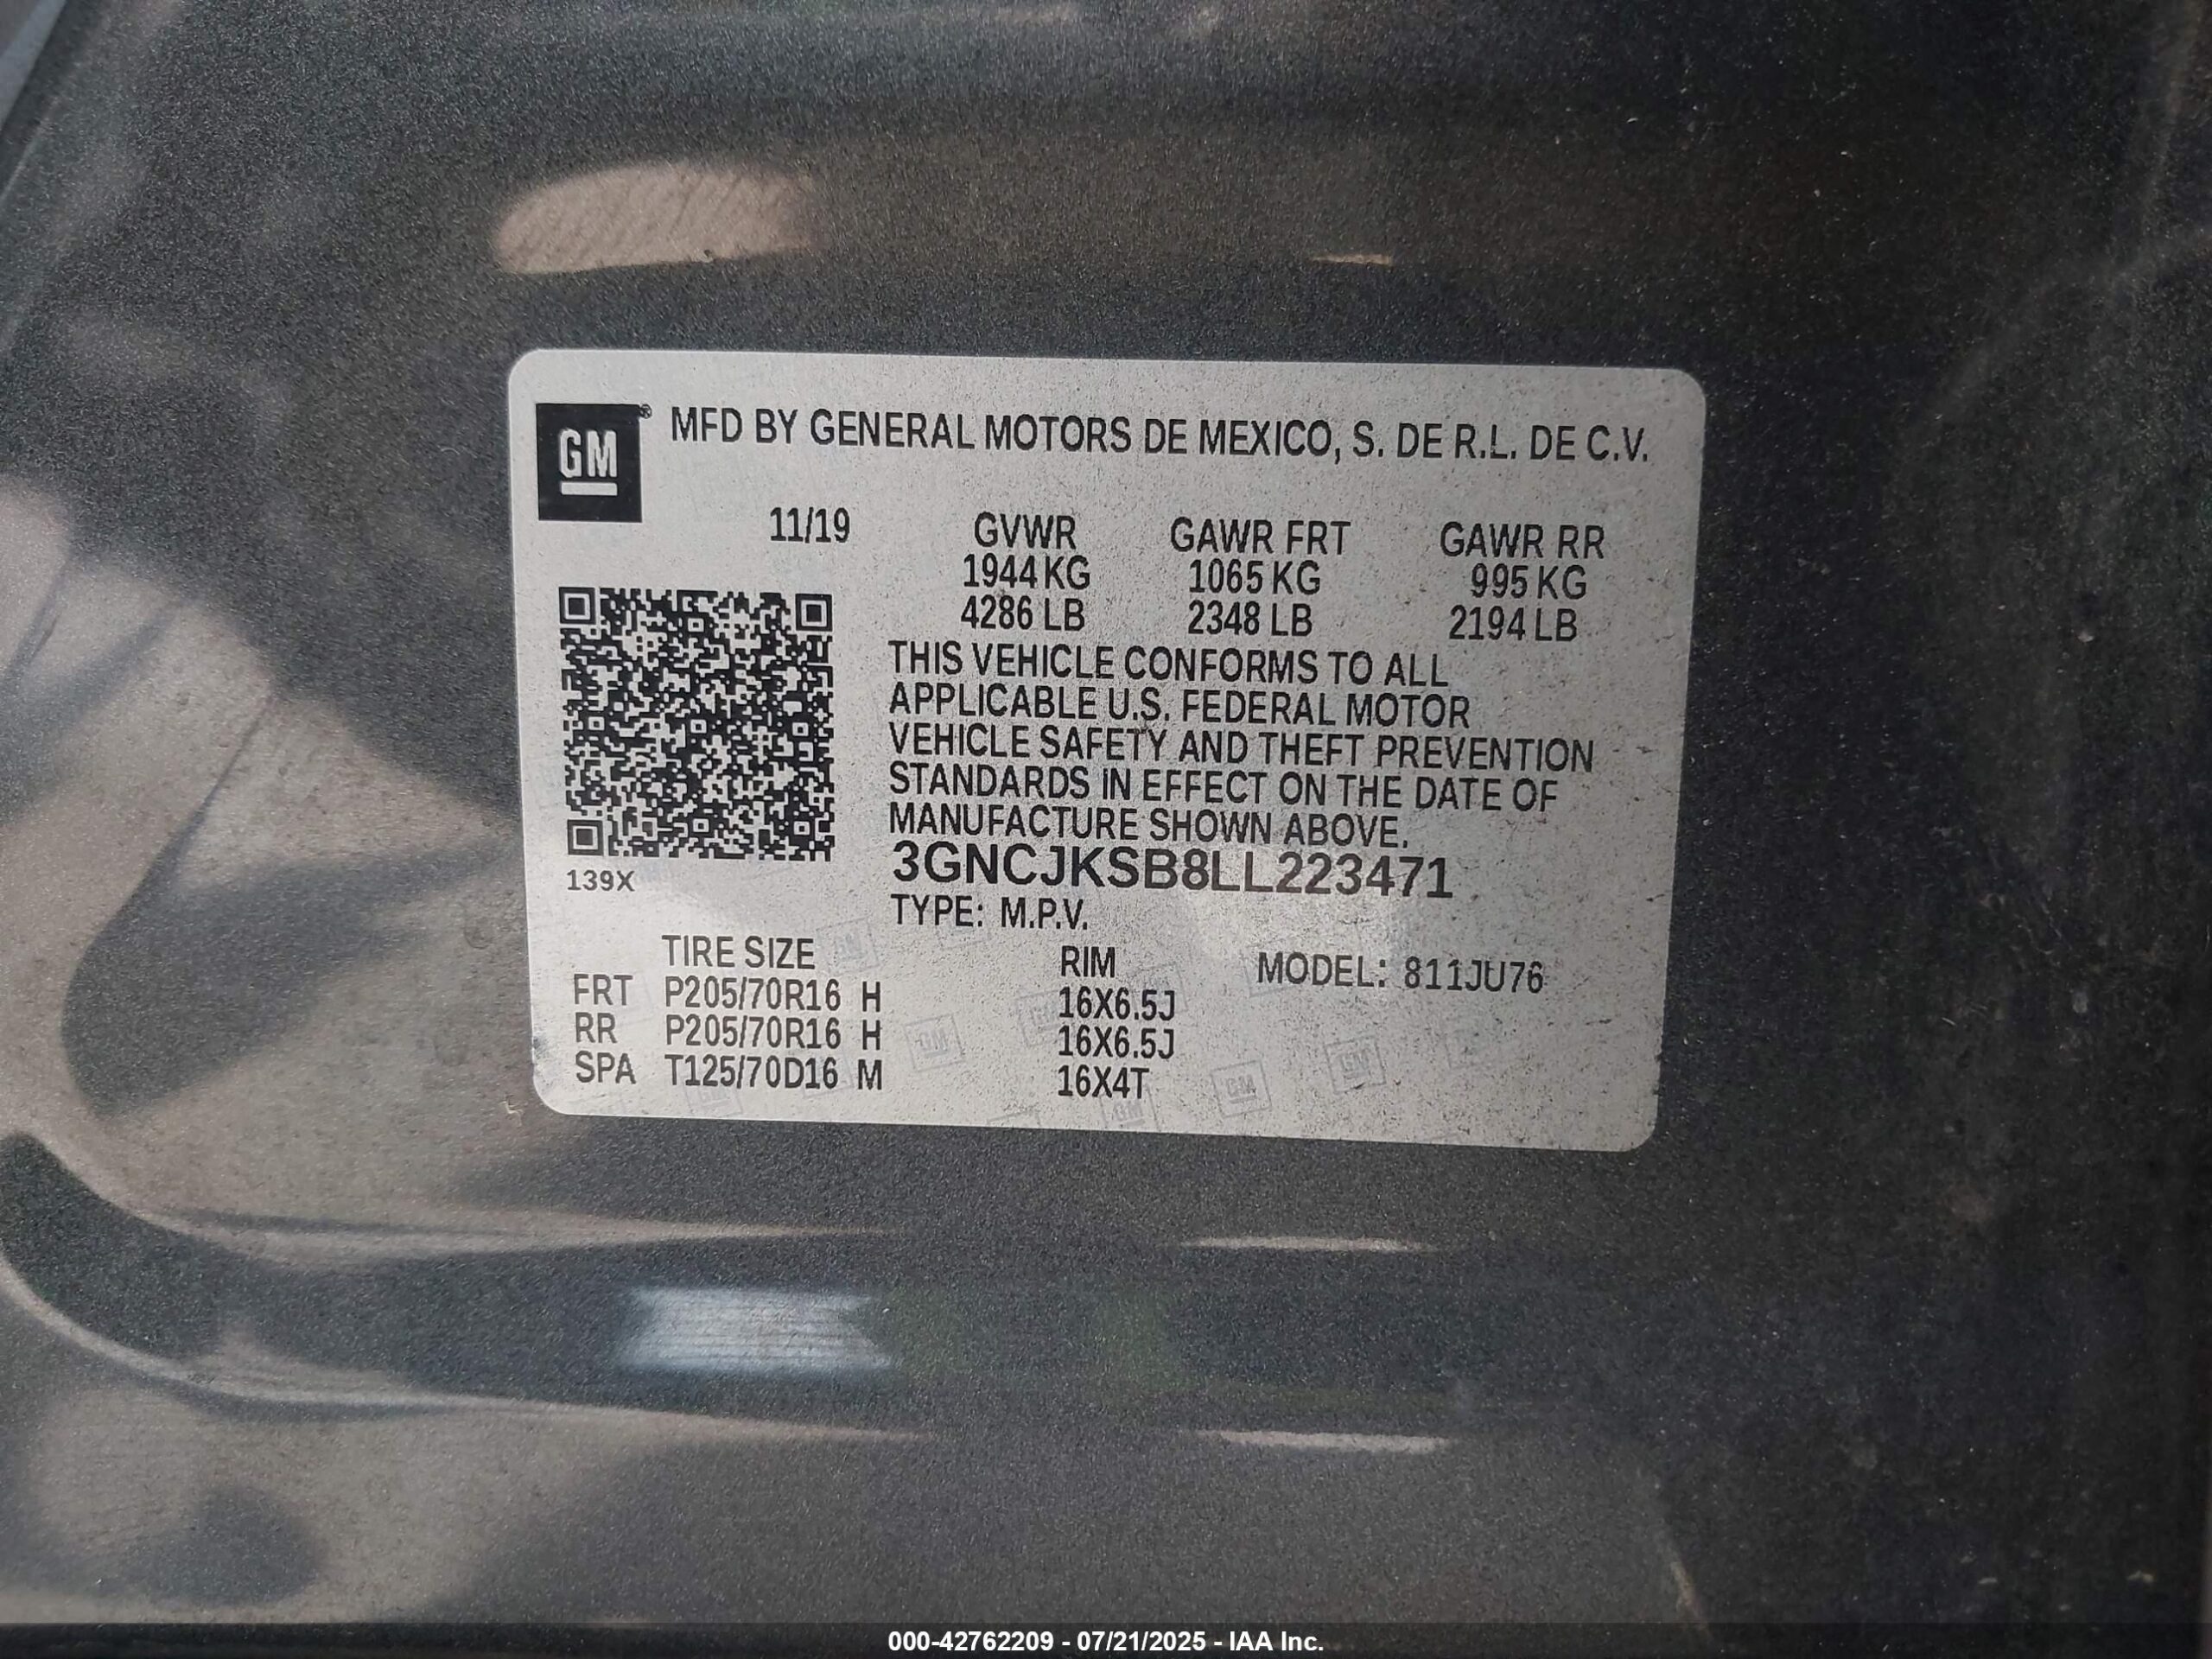 GM
® MFD BY GENERAL MOTORS DE MEXICO, S. DE R.L. DE C.V.
11/19 GVWR GAWR FRT GAWR RR
1944 KG 1065 KG 995 KG
4286 LB 2348 LB 2194 LB
THIS VEHICLE CONFORMS TO ALL
APPLICABLE U.S. FEDERAL MOTOR
VEHICLE SAFETY AND THEFT PREVENTION
STANDARDS IN EFFECT ON THE DATE OF
MANUFACTURE SHOWN ABOVE.
3GNCJKSB8LL223471
139X
TYPE: M.P.V.
TIRE SIZE RIM MODEL: 811JU76
FRT P205/70R16 H 16X6.5J
RR P205/70R16 H 16X6.5J
SPA T125/70D16 M 16X4T
000-42762209 - 07/21/2025 - IAA Inc.